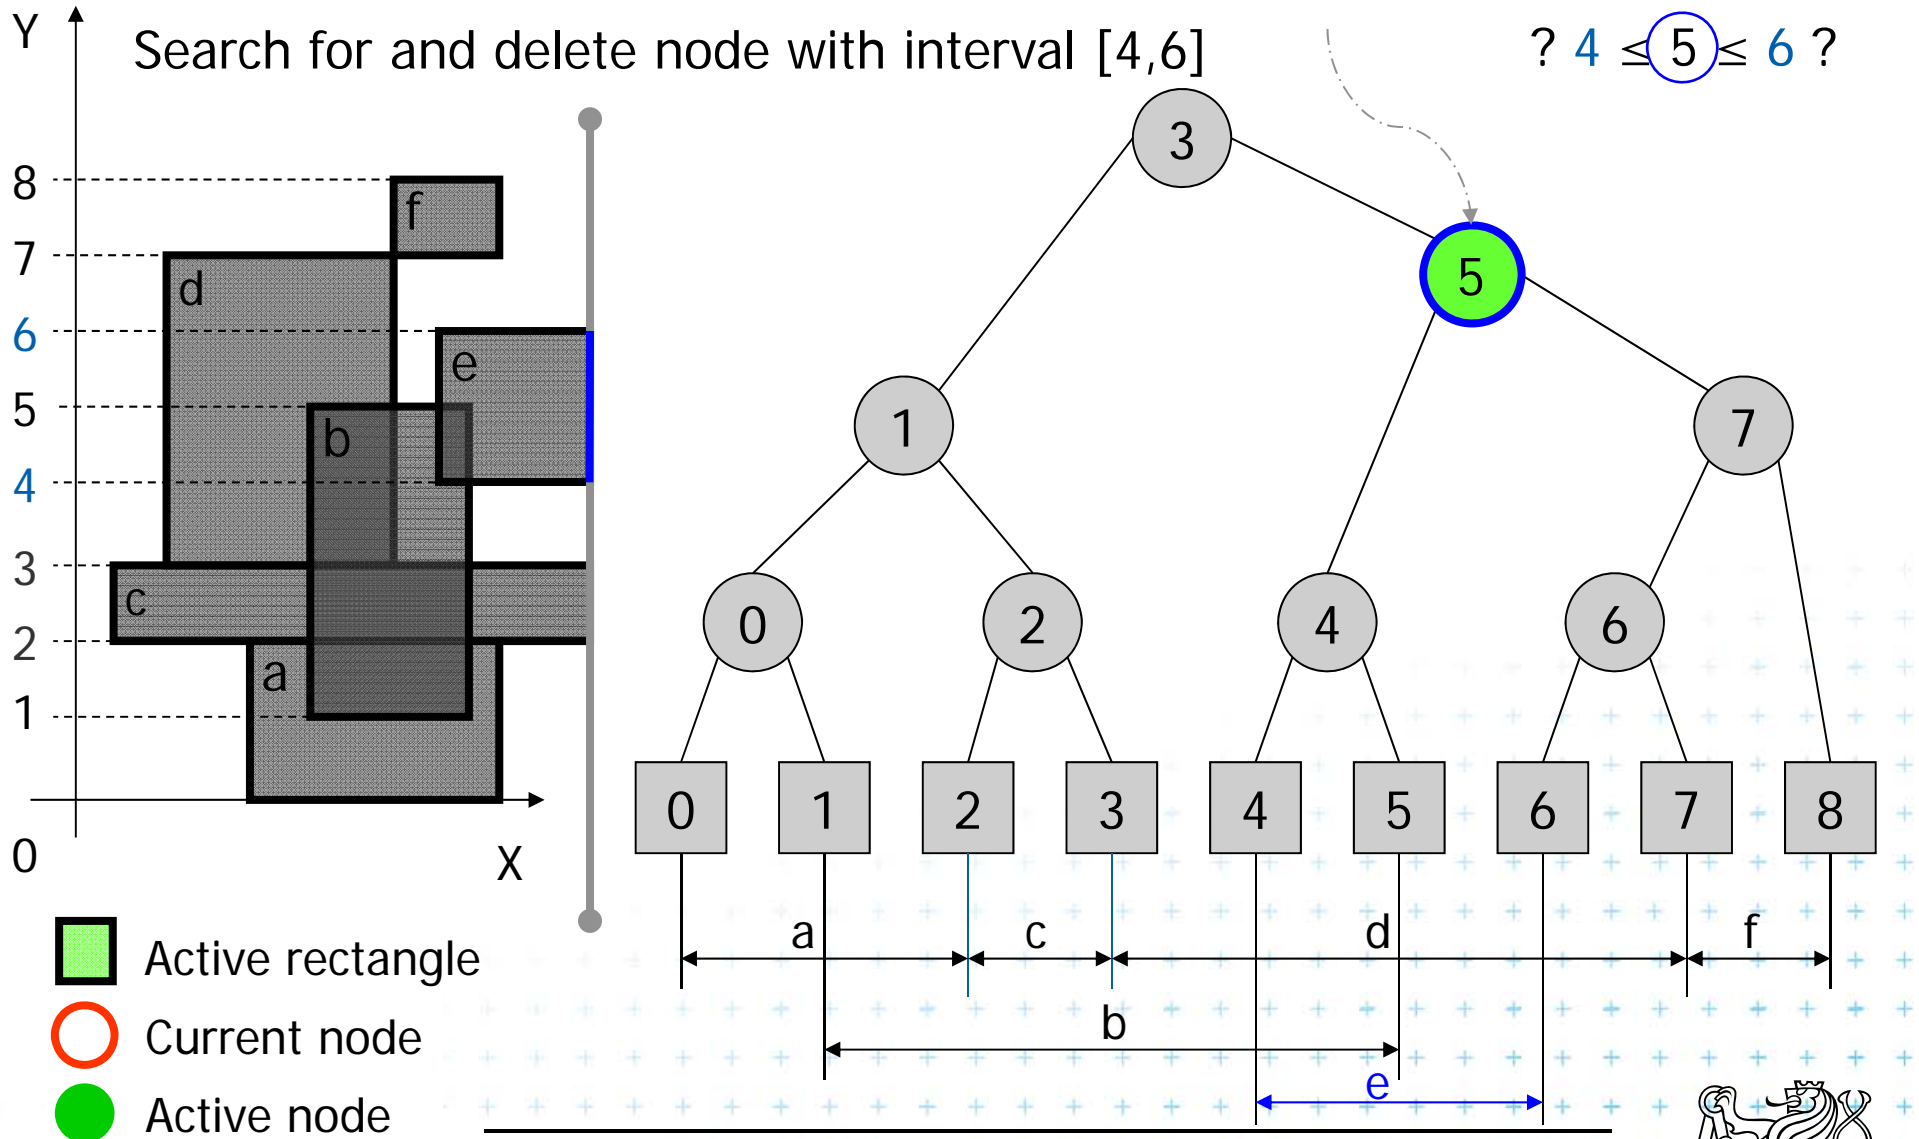 Y
Search for and delete node with interval [4,6]
? 4 ≤ 5 ≤ 6 ?
3
8
f
7
d
5
6
e
5
b
1
7
4
3
c
0
2
4
6
2
a
1
0
1
2
3
4
5
6
7
8
0
X
a
c
d
f
Active rectangle
b
Current node
e
Active node